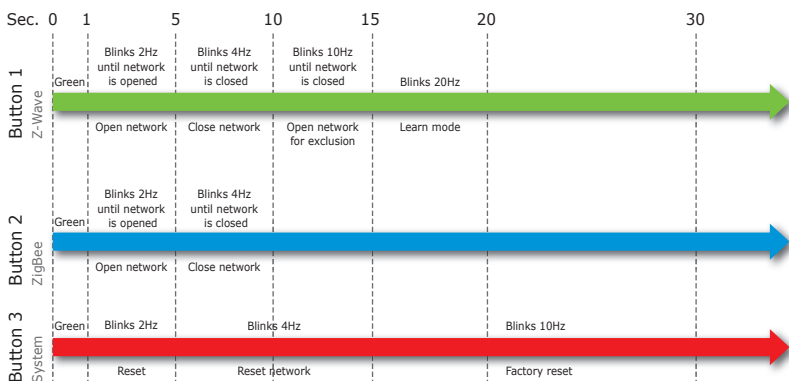 Sec. 0 1 5 10 15 20 30
Button 1
Z-Wave
Green
Blinks 2Hz
until network
is opened
Blinks 4Hz
until network
is closed
Blinks 10Hz
until network
is closed
Blinks 20Hz
Open network
Close network
Open network
for exclusion
Learn mode
Button 2
ZigBee
Green
Blinks 2Hz
until network
is opened
Blinks 4Hz
until network
is closed
Open network
Close network
Button 3
System
Green
Blinks 2Hz
Blinks 4Hz
Blinks 10Hz
Reset
Reset network
Factory reset